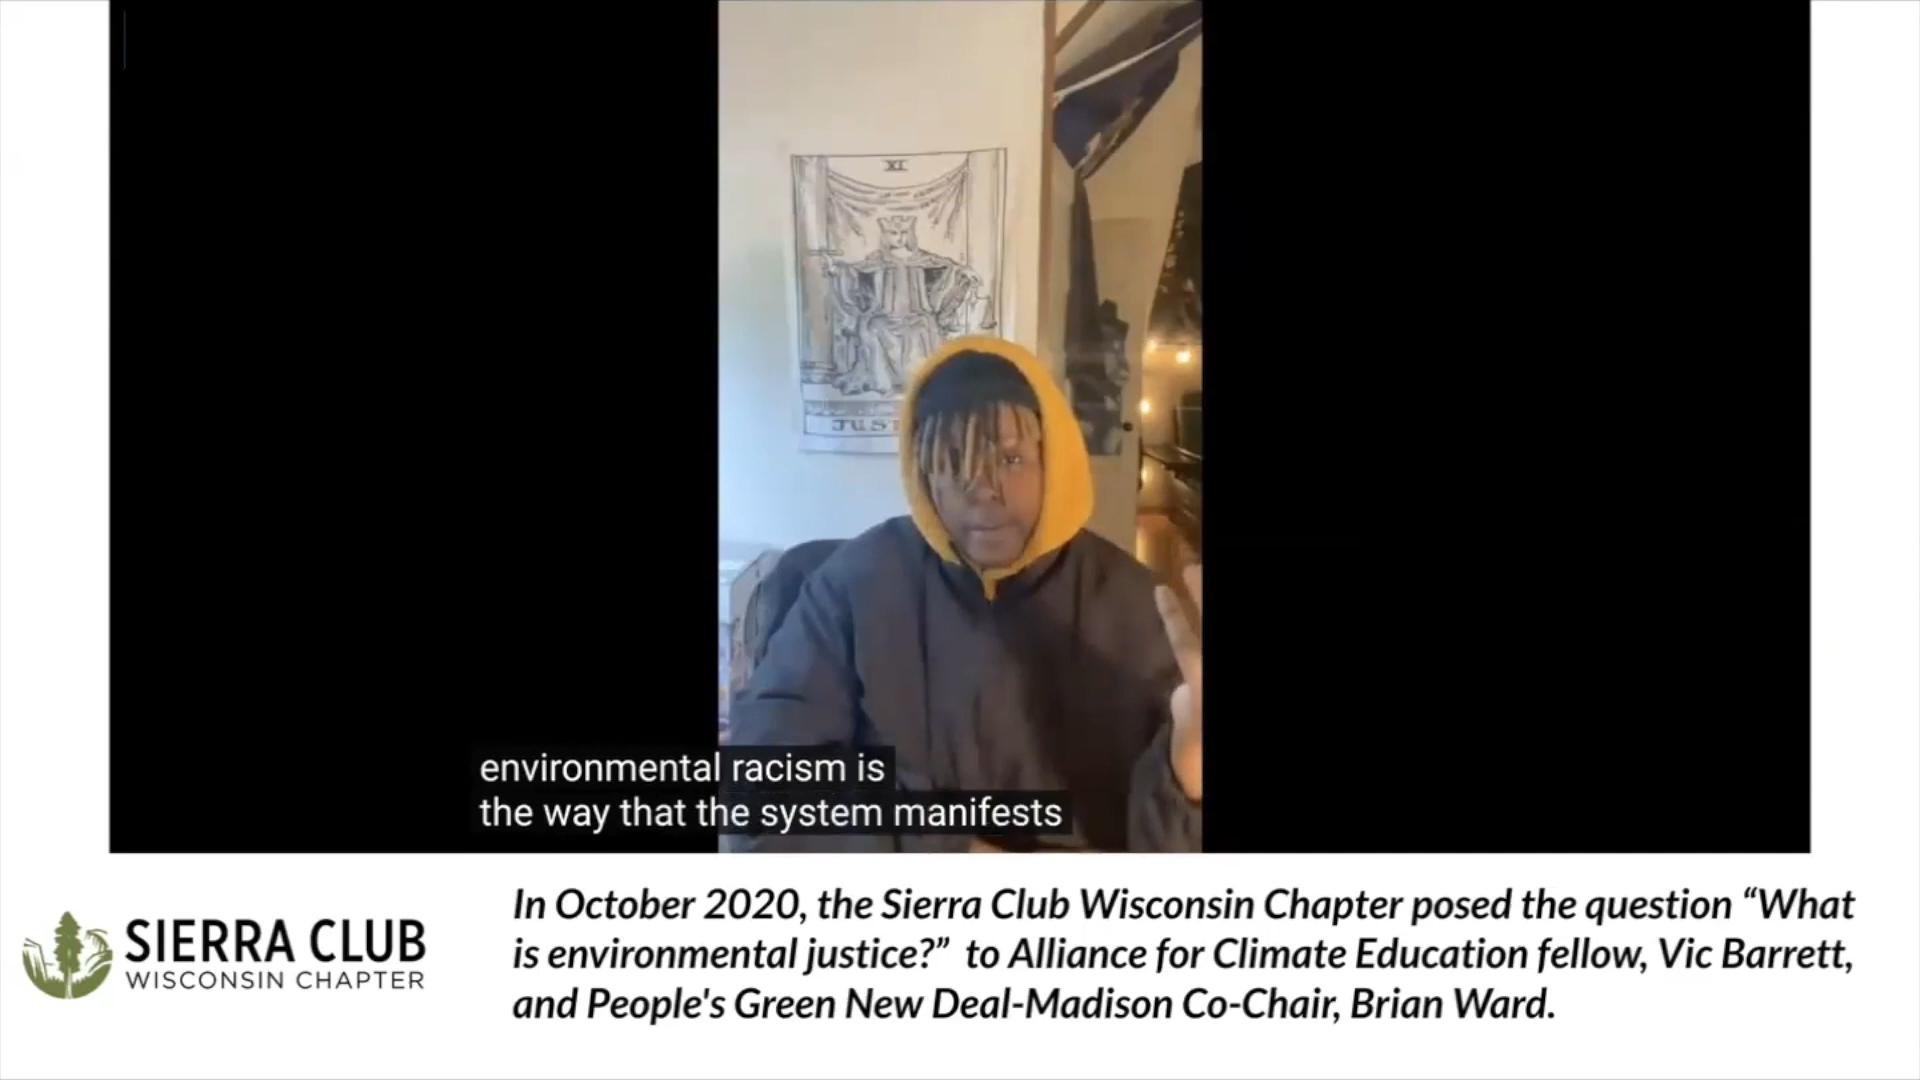 XI
JUST
environmental racism is
the way that the system manifests
SIERRA CLUB
WISCONSIN CHAPTER
In October 2020, the Sierra Club Wisconsin Chapter posed the question “What
is environmental justice?” to Alliance for Climate Education fellow, Vic Barrett,
and People's Green New Deal-Madison Co-Chair, Brian Ward.